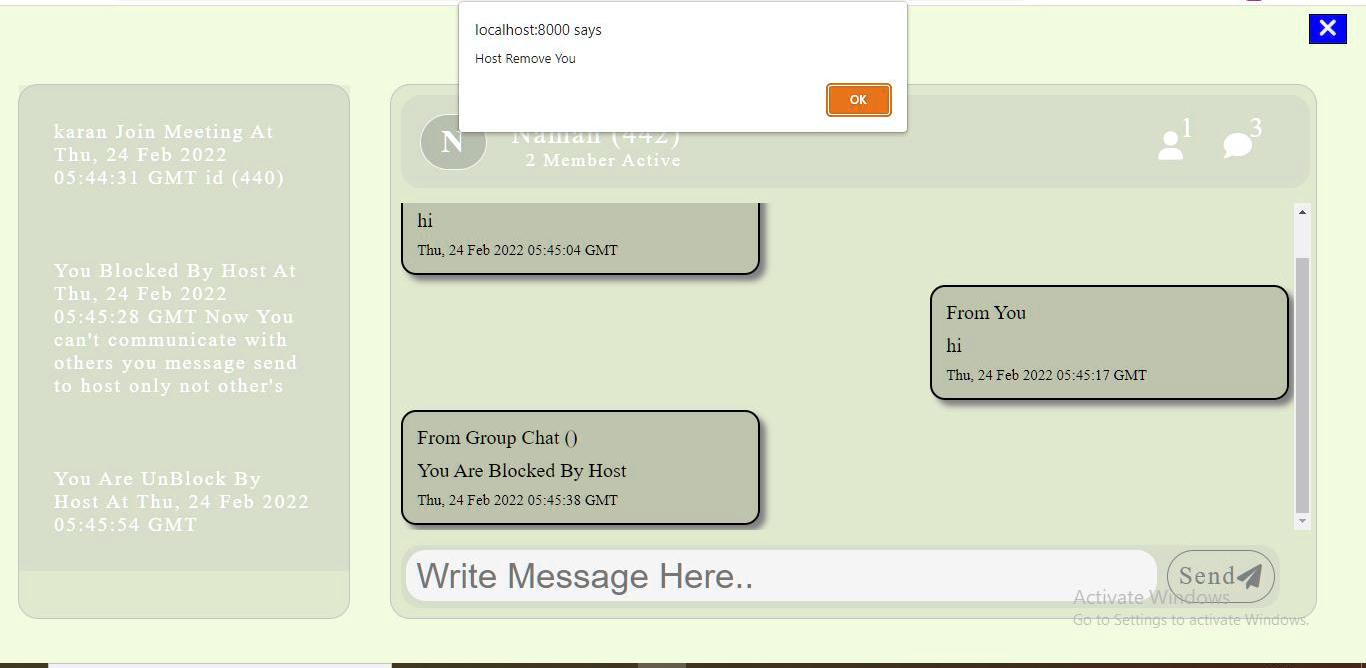 localhost:8000 says
Host Remove You
OK
karan Join Meeting At
Thu, 24 Feb 2022
05:44:31 GMT id (440)
You Blocked By Host At
Thu, 24 Feb 2022
05:45:28 GMT Now You
can't communicate with
others you message send
to host only not other's
You Are UnBlock By
Host At Thu, 24 Feb 2022
05:45:54 GMT
N
Naman (442)
2 Member Active
1
3
hi
Thu, 24 Feb 2022 05:45:04 GMT
From You
hi
Thu, 24 Feb 2022 05:45:17 GMT
From Group Chat ()
You Are Blocked By Host
Thu, 24 Feb 2022 05:45:38 GMT
Write Message Here..
Send
Activate Windows
Go to Settings to activate Windows.